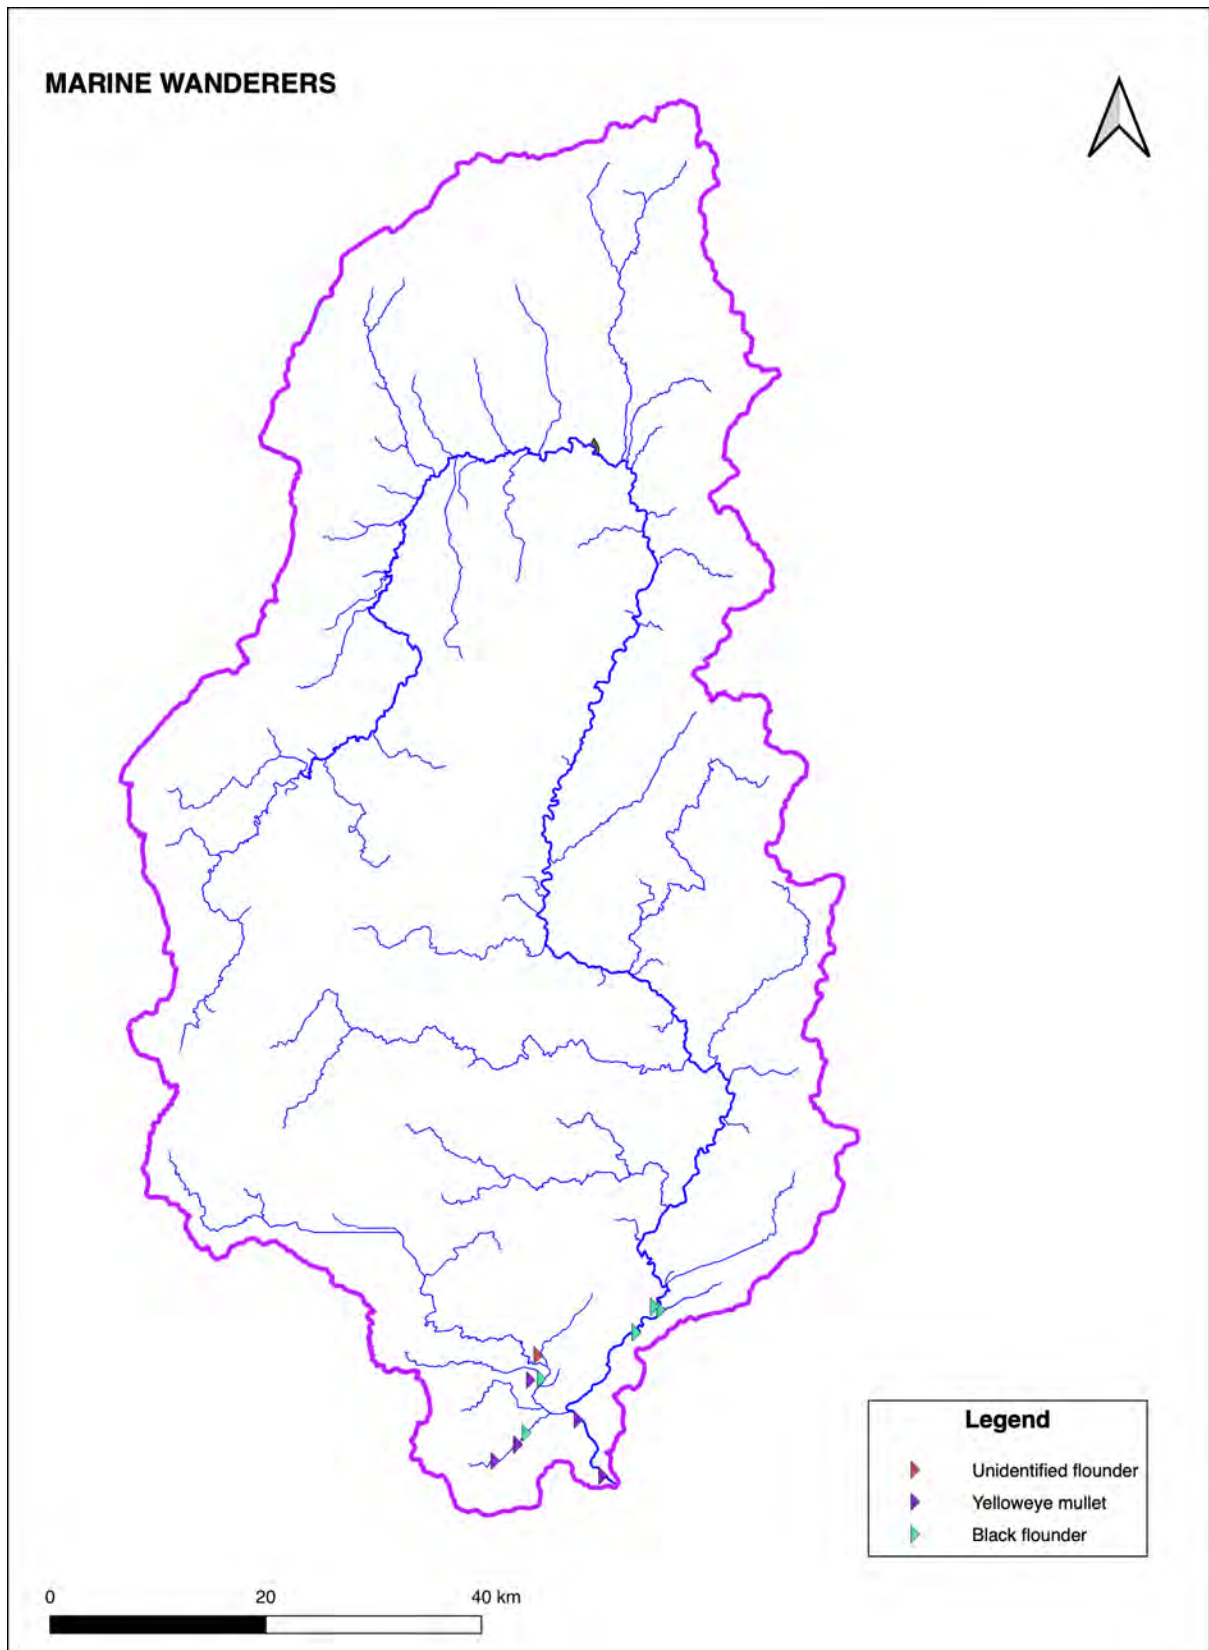 MARINE WANDERERS
Legend
Unidentified flounder
Yelloweye mullet
Black flounder
0 20 40 km